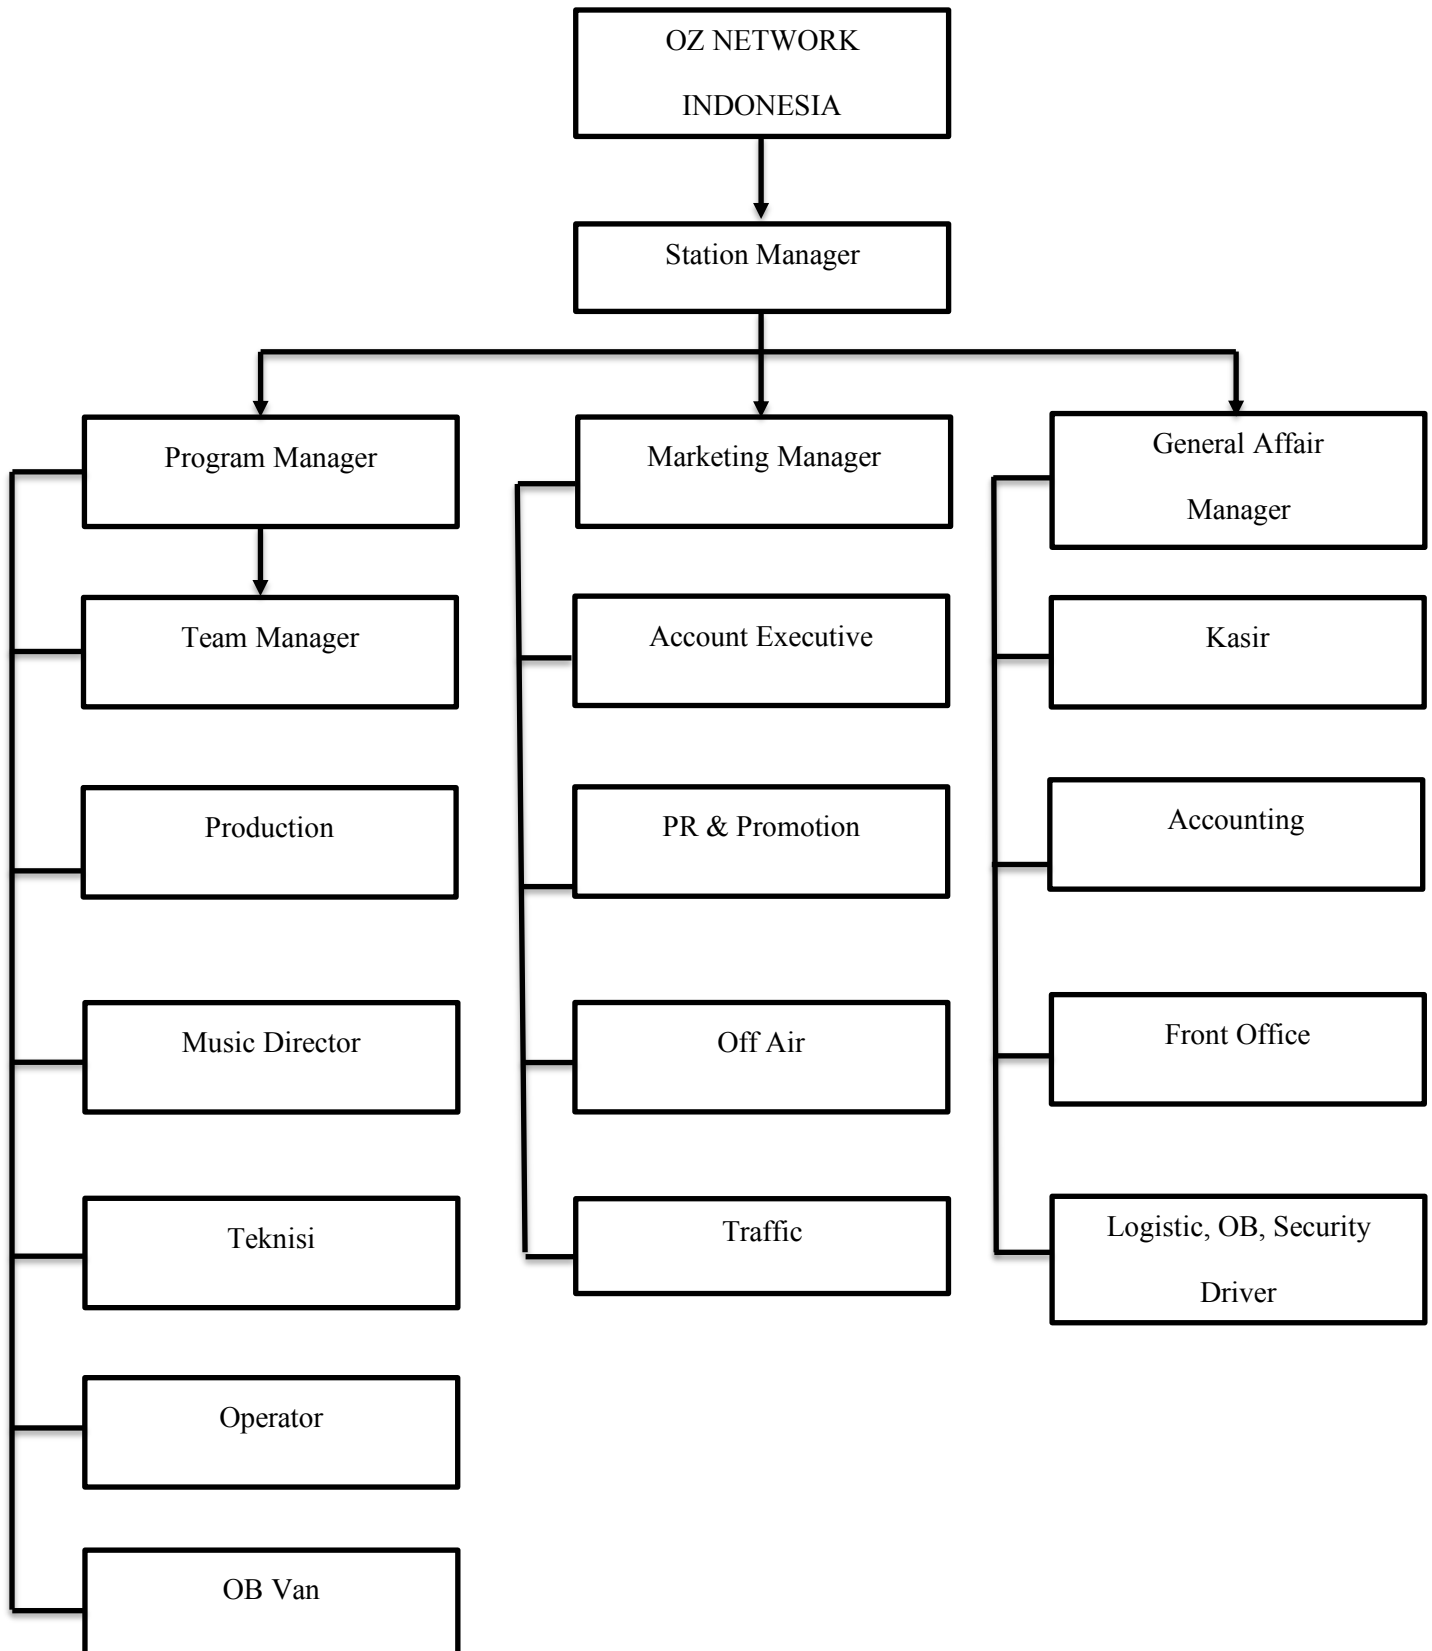 OZ NETWORK
INDONESIA
Station Manager
Program Manager
Marketing Manager
General Affair
Manager
Team Manager
Account Executive
Kasir
Production
PR & Promotion
Accounting
Music Director
Off Air
Front Office
Teknisi
Traffic
Logistic, OB, Security
Driver
Operator
OB Van